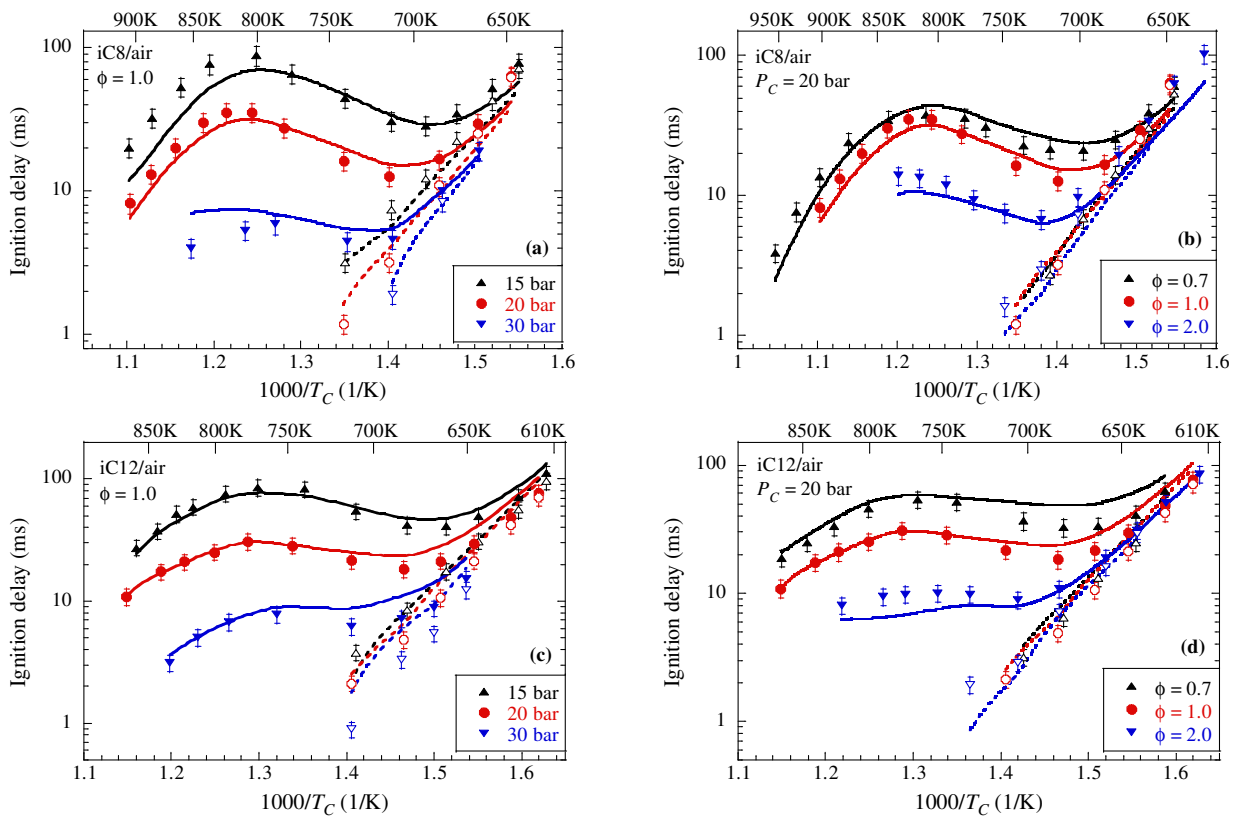 900K 850K 800K 750K 700K 650K
iC8/air
ϕ = 1.0
100
10
1
Ignition delay (ms)
(a)
15 bar
20 bar
30 bar
1.1 1.2 1.3 1.4 1.5 1.6
1000/T_C (1/K)
950K 900K 850K 800K 750K 700K 650K
iC8/air
P_C = 20 bar
100
10
1
Ignition delay (ms)
(b)
ϕ = 0.7
ϕ = 1.0
ϕ = 2.0
1 1.1 1.2 1.3 1.4 1.5 1.6
1000/T_C (1/K)
850K 800K 750K 700K 650K 610K
iC12/air
ϕ = 1.0
100
10
1
Ignition delay (ms)
(c)
15 bar
20 bar
30 bar
1.1 1.2 1.3 1.4 1.5 1.6
1000/T_C (1/K)
850K 800K 750K 700K 650K 610K
iC12/air
P_C = 20 bar
100
10
1
Ignition delay (ms)
(d)
ϕ = 0.7
ϕ = 1.0
ϕ = 2.0
1.1 1.2 1.3 1.4 1.5 1.6
1000/T_C (1/K)